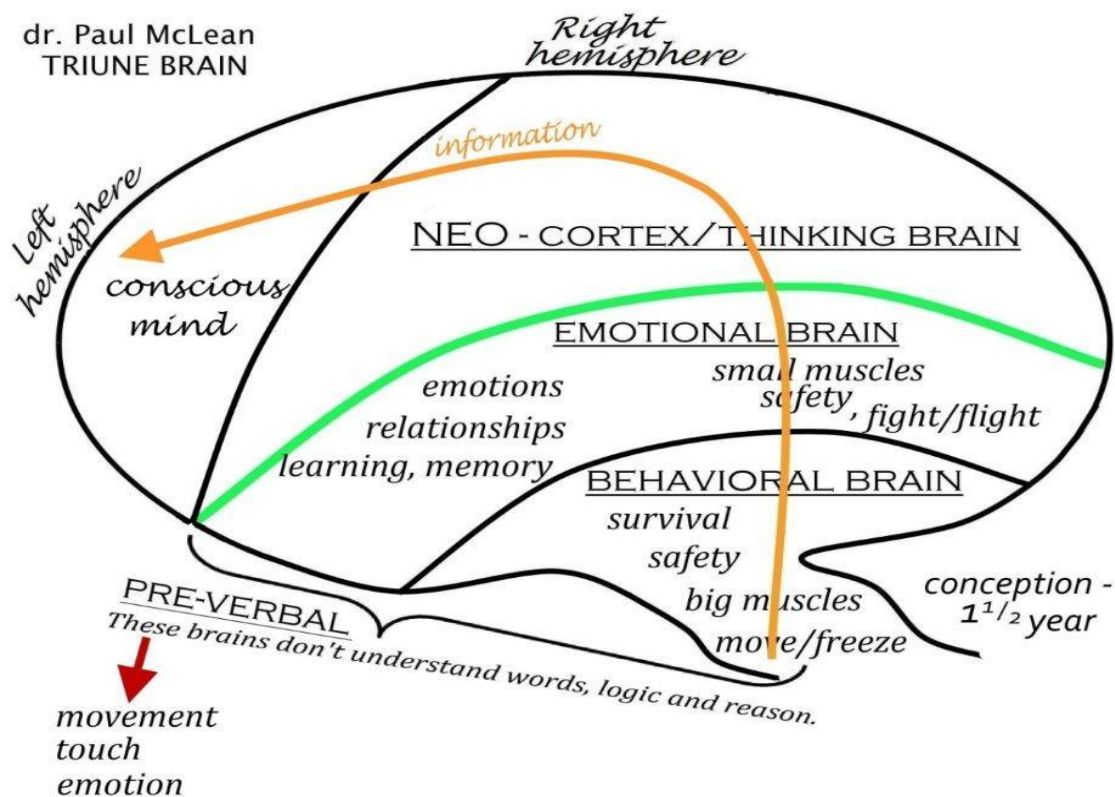 dr. Paul McLean
TRIUNE BRAIN
Right
hemisphere
information
Left
hemisphere
NEO - CORTEX/THINKING BRAIN
conscious
mind
EMOTIONAL BRAIN
small muscles
safety, fight/flight
emotions
relationships
learning, memory
BEHAVIORAL BRAIN
survival
safety
big muscles
move/freeze
conception -
1 1/2 year
PRE-VERBAL
These brains don't understand words, logic and reason.
movement
touch
emotion